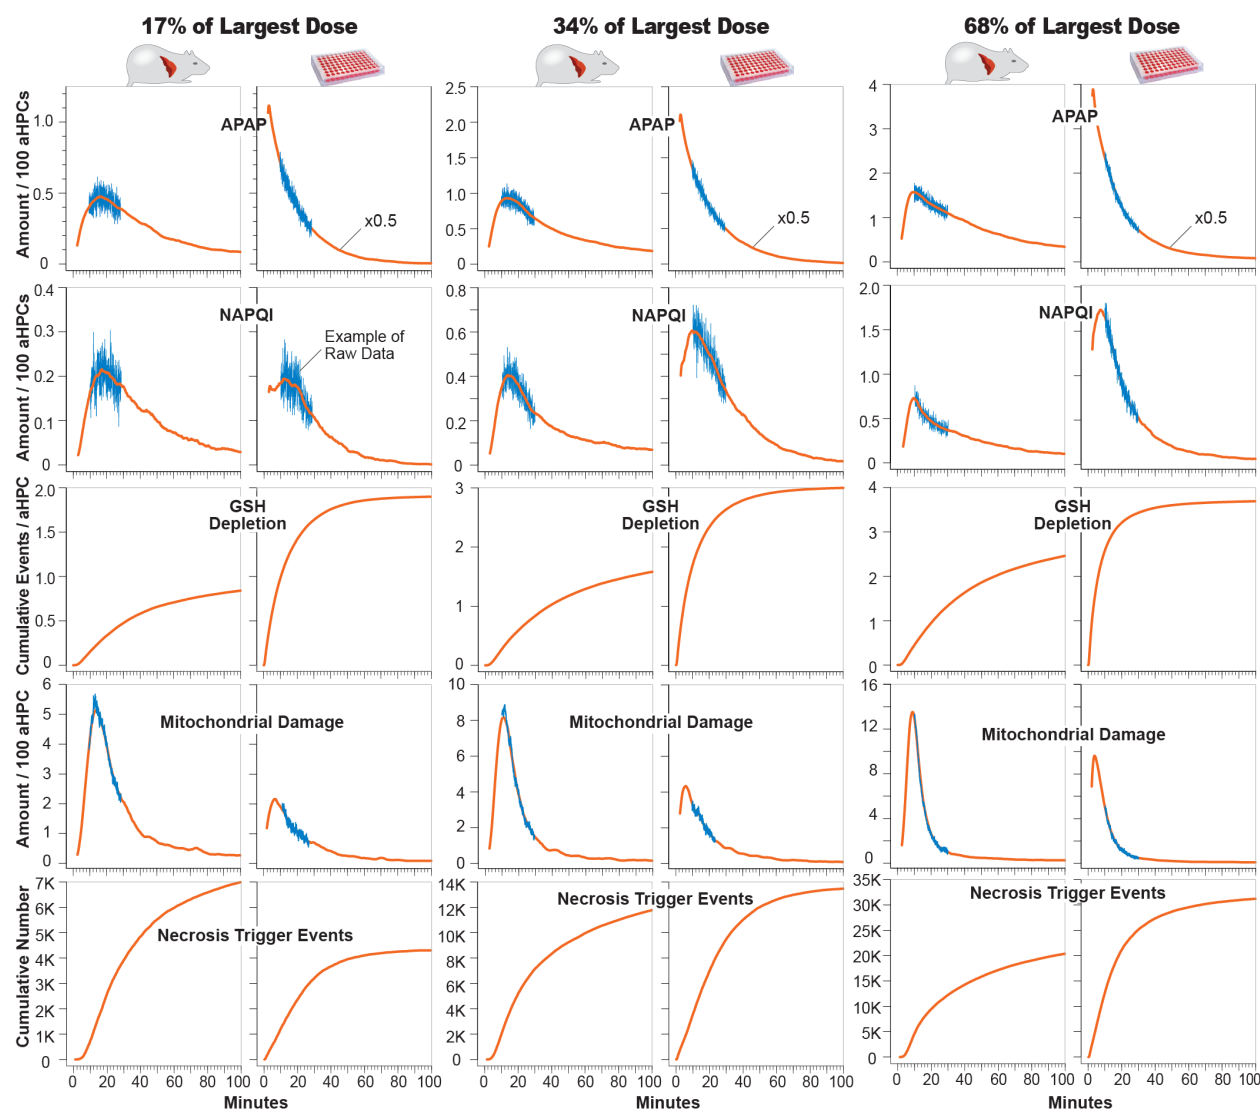 17% of Largest Dose
34% of Largest Dose
68% of Largest Dose
Amount / 100 aHPCs
1.0
0.5
0
APAP
x0.5
2.5
2.0
1.5
1.0
0.5
0
APAP
x0.5
4
3
2
1
0
APAP
x0.5
Amount / 100 aHPCs
0.4
0.3
0.2
0.1
0
NAPQI
Example of
Raw Data
0.8
0.6
0.4
0.2
0
NAPQI
2.0
1.5
1.0
0.5
0
NAPQI
Cumulative Events / aHPC
2.0
1.5
1.0
0.5
0
GSH
Depletion
3
2
1
0
GSH
Depletion
4
3
2
1
0
GSH
Depletion
Amount / 100 aHPC
6
5
4
3
2
1
0
Mitochondrial Damage
10
8
6
4
2
0
Mitochondrial Damage
16
12
8
4
0
Mitochondrial Damage
Cumulative Number
7K
6K
5K
4K
3K
2K
1K
0
Necrosis Trigger Events
14K
12K
10K
8K
6K
4K
2K
0
Necrosis Trigger Events
35K
30K
25K
20K
15K
10K
5K
0
Necrosis Trigger Events
0 20 40 60 80 100
0 20 40 60 80 100
0 20 40 60 80 100
0 20 40 60 80 100
0 20 40 60 80 100
0 20 40 60 80 100
Minutes
Minutes
Minutes